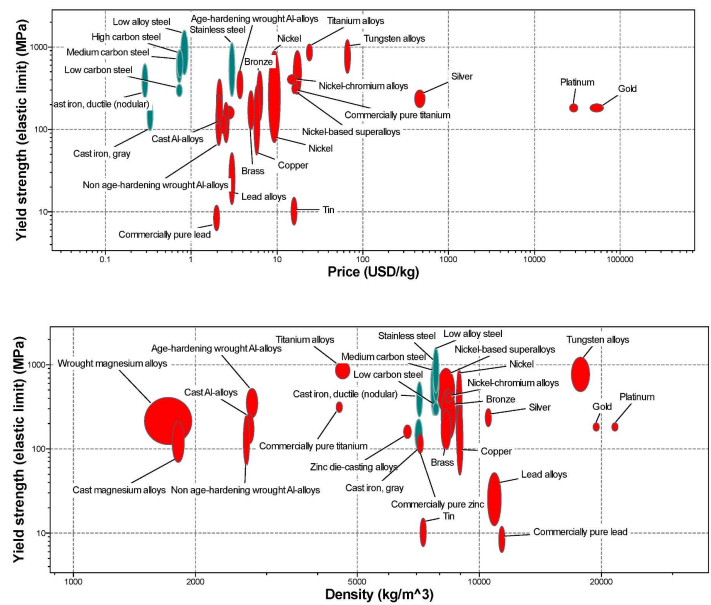 Yield strength (elastic limit) (MPa)
1000
100
10
Low alloy steel
High carbon steel
Medium carbon steel
Low carbon steel
ast iron, ductile (nodular)
Cast iron, gray
Age-hardening wrought Al-alloys
Stainless steel
Bronze
Nickel
Titanium alloys
Tungsten alloys
Nickel-chromium alloys
Commercially pure titanium
Nickel-based superalloys
Nickel
Silver
Platinum
Gold
Cast Al-alloys
Brass
Copper
Non age-hardening wrought Al-alloys
Lead alloys
Tin
Commercially pure lead
0.1
1
10
100
1000
10000
100000
Price (USD/kg)
Yield strength (elastic limit) (MPa)
1000
100
10
Wrought magnesium alloys
Age-hardening wrought Al-alloys
Cast Al-alloys
Titanium alloys
Stainless steel
Low alloy steel
Medium carbon steel
Nickel-based superalloys
Low carbon steel
Nickel
Nickel-chromium alloys
Cast iron, ductile (nodular)
Bronze
Tungsten alloys
Silver
Gold
Platinum
Commercially pure titanium
Zinc die-casting alloys
Brass
Copper
Cast magnesium alloys
Non age-hardening wrought Al-alloys
Cast iron, gray
Lead alloys
Commercially pure zinc
Tin
Commercially pure lead
1000
2000
5000
10000
20000
Density (kg/m^3)